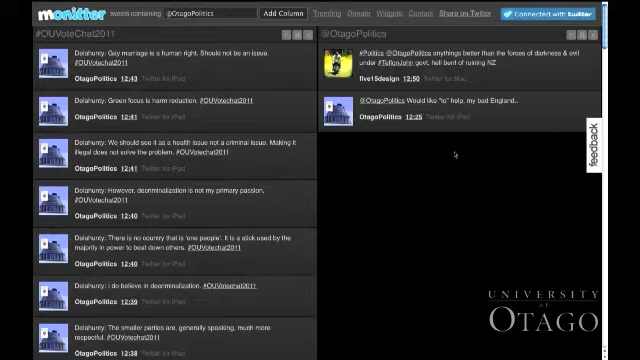 monitter tweets containing @OtagoPolitics Add Column Trending Donate Widgets Contact Share on Twitter Connected with twitter
#OUVoteChat2011
Delahunty: Gay marriage is a human right. Should not be an issue.
#OUVotechat2011
OtagoPolitics 12:43 Twitter for iPad
Delahunty: Green focus is harm reduction. #OUVotechat2011
OtagoPolitics 12:41 Twitter for iPad
Delahunty: We should see it as a health issue not a criminal issue. Making it
illegal does not solve the problem. #OUVotechat2011
OtagoPolitics 12:41 Twitter for iPad
Delahunty: However, decriminalization is not my primary passion.
#OUVotechat2011
OtagoPolitics 12:40 Twitter for iPad
Delahunty: There is no country that is 'one people'. It is a stick used by the
majority in power to beat down others. #OUVotechat2011
OtagoPolitics 12:40 Twitter for iPad
Delahunty: I do believe in decriminalization. #OUVotechat2011
OtagoPolitics 12:39 Twitter for iPad
Delahunty: The smaller parties are, generally speaking, much more
respectful. #OUVotechat2011
OtagoPolitics 12:38 Twitter for iPad
@OtagoPolitics
#Politics @OtagoPolitics anythings better than the forces of darkness & evil
under #TeflonJohn govt, hell bent of ruining NZ
five15design 12:50 Twitter for Mac
@OtagoPolitics Would like "to" help, my bad England..
OtagoPolitics 12:25 Twitter for iPad
feedback
UNIVERSITY
of
OTAGO